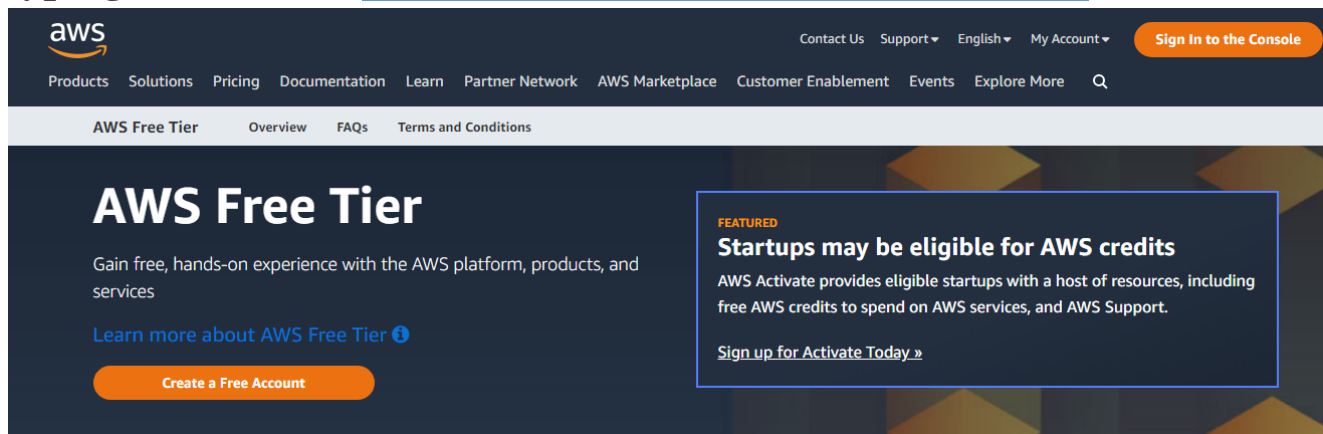 aws
Contact Us Support English My Account Sign In to the Console
Products Solutions Pricing Documentation Learn Partner Network AWS Marketplace Customer Enablement Events Explore More
AWS Free Tier Overview FAQs Terms and Conditions
AWS Free Tier
Gain free, hands-on experience with the AWS platform, products, and
services
Learn more about AWS Free Tier
Create a Free Account
FEATURED
Startups may be eligible for AWS credits
AWS Activate provides eligible startups with a host of resources, including
free AWS credits to spend on AWS services, and AWS Support.
Sign up for Activate Today »